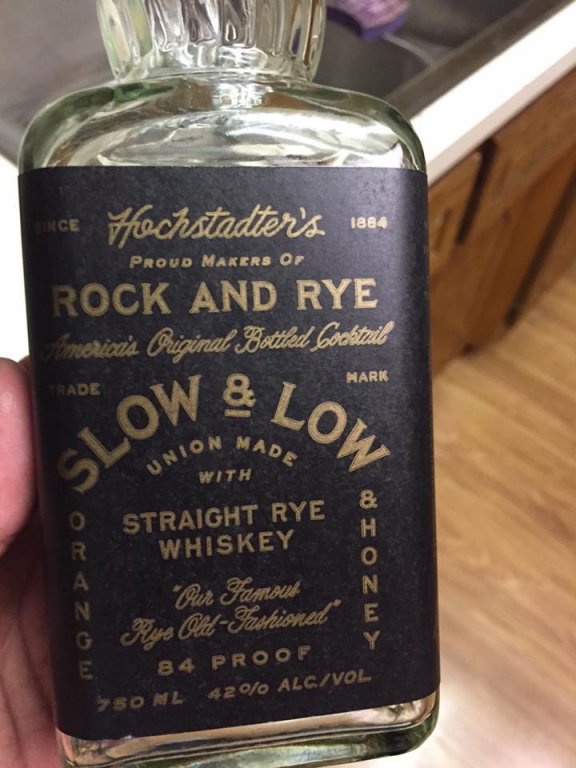 SINCE Hochstadter's 1884
PROUD MAKERS OF
ROCK AND RYE
America's Original Bottled Cocktail
TRADE MARK
SLOW & LOW
UNION MADE
WITH
STRAIGHT RYE
WHISKEY
ORANGE
& HONEY
"Our Famous
Rye Old-Fashioned"
84 PROOF
750 ML 42% ALC./VOL